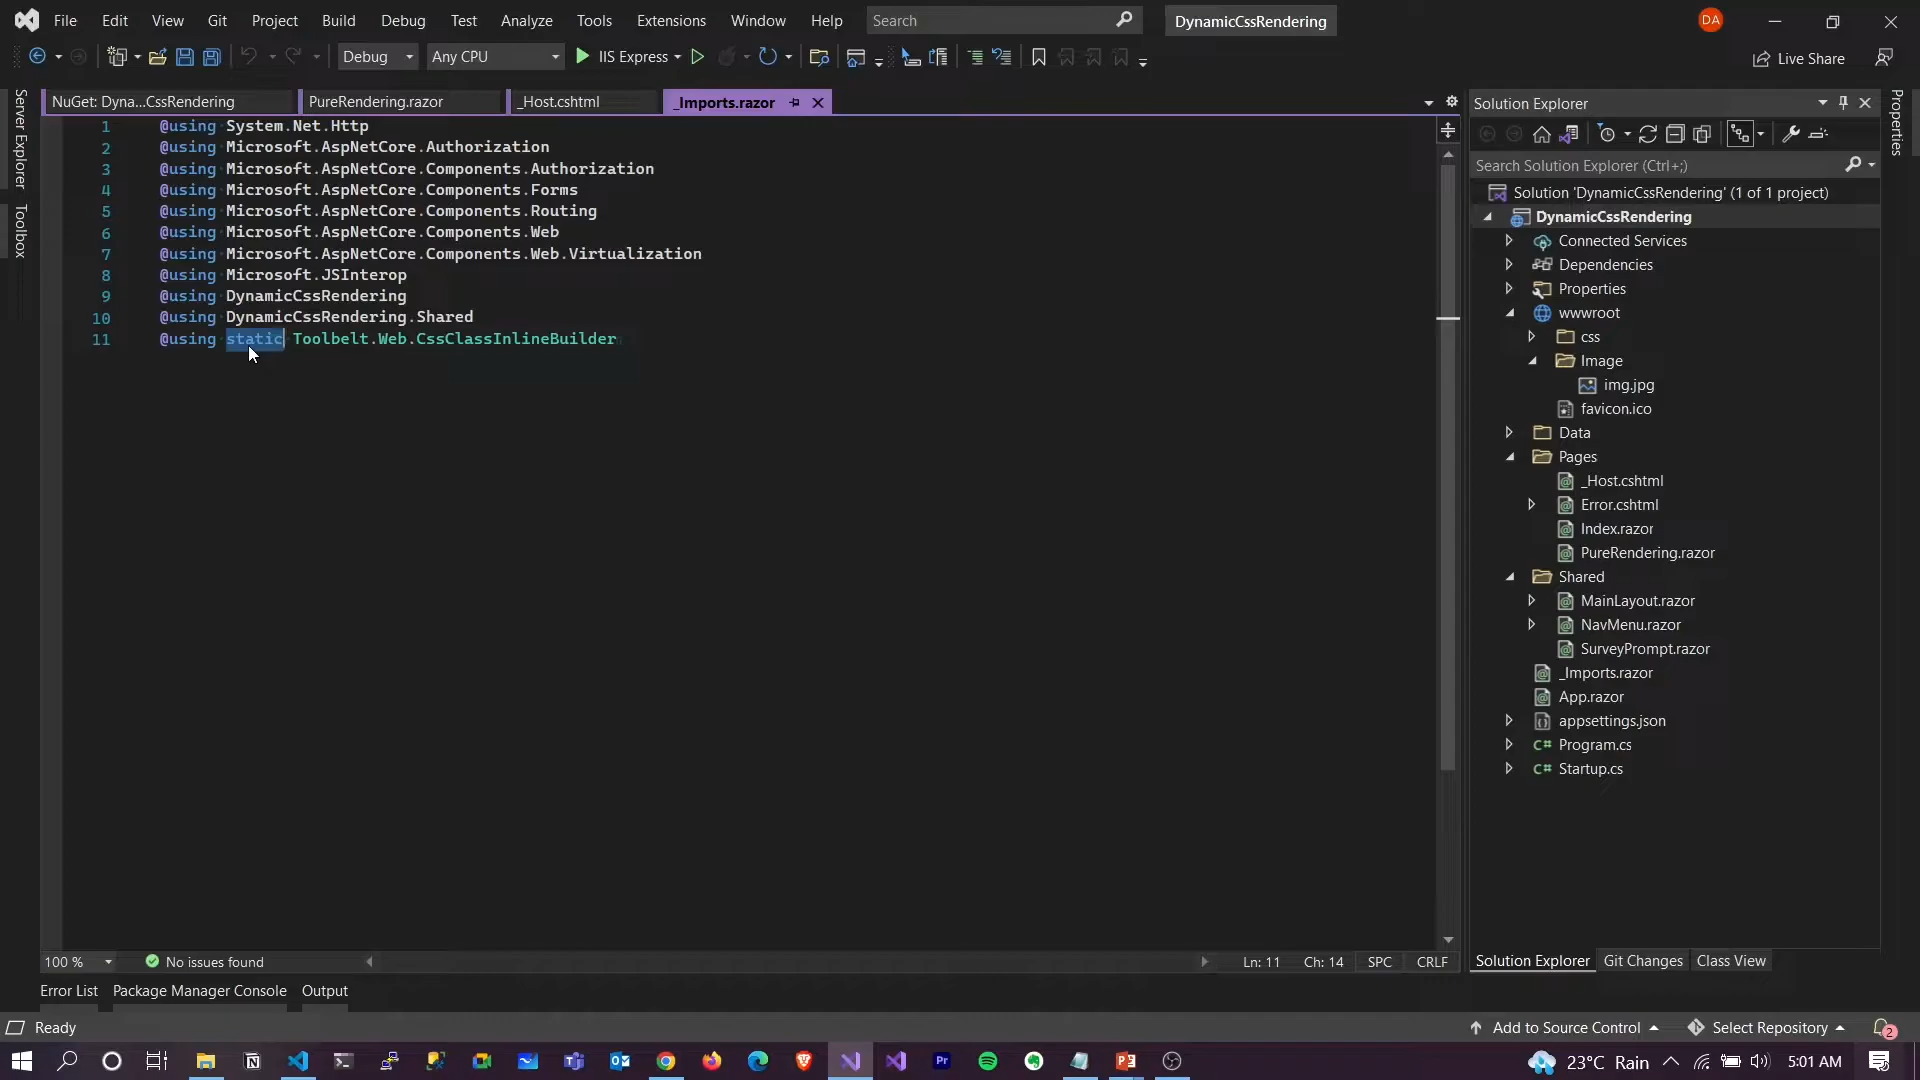 File Edit View Git Project Build Debug Test Analyze Tools Extensions Window Help Search DynamicCssRendering DA
Debug Any CPU IIS Express Live Share
NuGet: Dyna...CssRendering PureRendering.razor _Host.cshtml _Imports.razor
Server Explorer
Toolbox
1 @using System.Net.Http
2 @using Microsoft.AspNetCore.Authorization
3 @using Microsoft.AspNetCore.Components.Authorization
4 @using Microsoft.AspNetCore.Components.Forms
5 @using Microsoft.AspNetCore.Components.Routing
6 @using Microsoft.AspNetCore.Components.Web
7 @using Microsoft.AspNetCore.Components.Web.Virtualization
8 @using Microsoft.JSInterop
9 @using DynamicCssRendering
10 @using DynamicCssRendering.Shared
11 @using static Toolbelt.Web.CssClassInlineBuilder
100 % No issues found Ln: 11 Ch: 14 SPC CRLF
Solution Explorer
Search Solution Explorer (Ctrl+;)
Solution 'DynamicCssRendering' (1 of 1 project)
DynamicCssRendering
Connected Services
Dependencies
Properties
wwwroot
css
Image
img.jpg
favicon.ico
Data
Pages
_Host.cshtml
Error.cshtml
Index.razor
PureRendering.razor
Shared
MainLayout.razor
NavMenu.razor
SurveyPrompt.razor
_Imports.razor
App.razor
appsettings.json
C# Program.cs
C# Startup.cs
Solution Explorer Git Changes Class View
Properties
Error List Package Manager Console Output
Ready Add to Source Control Select Repository 2
Pr 23°C Rain 5:01 AM